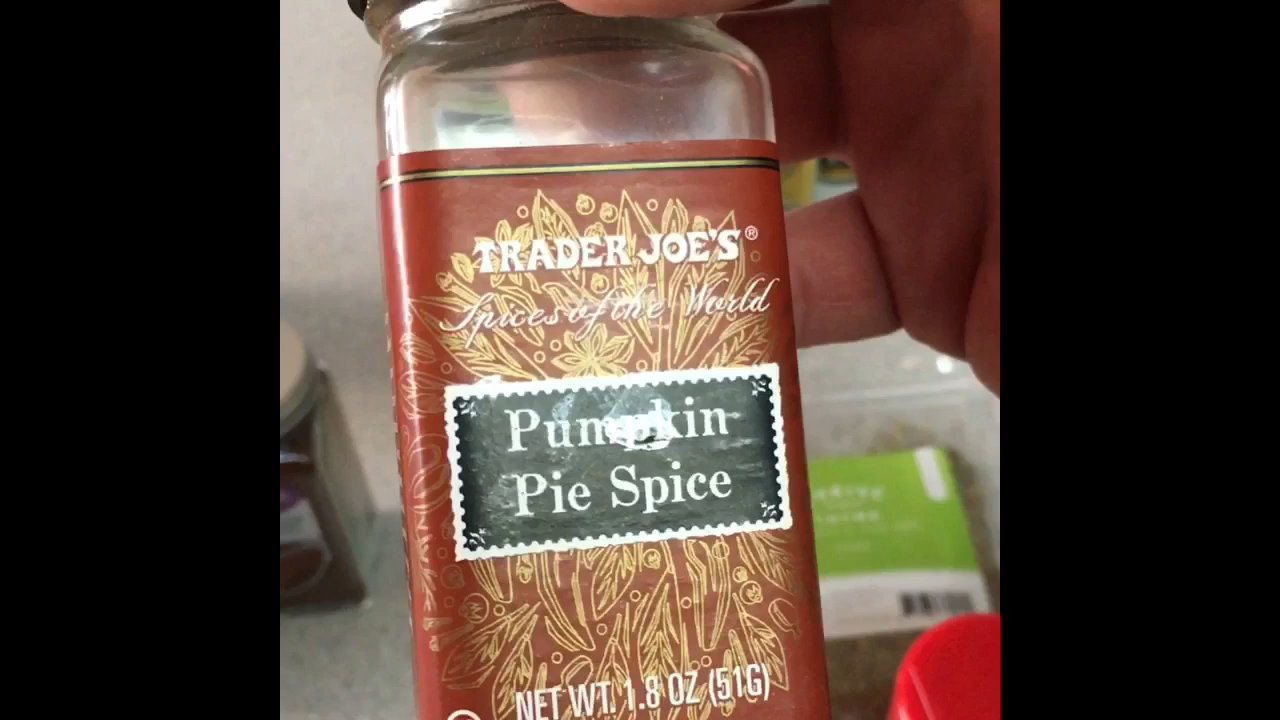 TRADER JOE'S®
Spices of the World
Pumpkin
Pie Spice
NET WT. 1.8 OZ (51G)